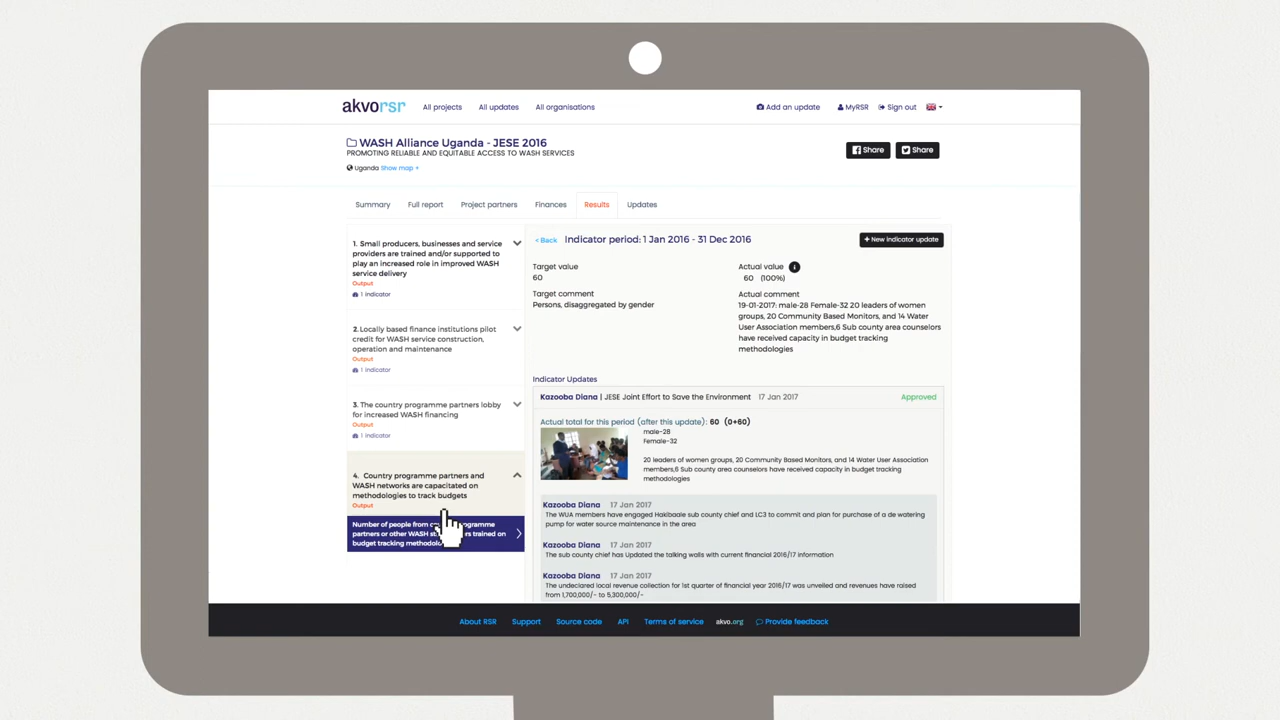 akvorsr
All projects
All updates
All organisations
Add an update
MyRSR
Sign out
WASH Alliance Uganda - JESE 2016
PROMOTING RELIABLE AND EQUITABLE ACCESS TO WASH SERVICES
Uganda Show map +
Share
Share
Summary
Full report
Project partners
Finances
Results
Updates
1. Small producers, businesses and service
providers are trained and/or supported to
play an increased role in improved WASH
service delivery
Output
1 Indicator
2. Locally based finance institutions pilot
credit for WASH service construction,
operation and maintenance
Output
1 Indicator
3. The country programme partners lobby
for increased WASH financing
Output
1 Indicator
4. Country programme partners and
WASH networks are capacitated on
methodologies to track budgets
Output
Number of people from programme
partners or other WASH trained on
budget tracking
< Back
Indicator period: 1 Jan 2016 - 31 Dec 2016
+ New indicator update
Target value
60
Target comment
Persons, disaggregated by gender
Actual value
60 (100%)
Actual comment
19-01-2017: male-28 Female-32 20 leaders of women
groups, 20 Community Based Monitors, and 14 Water
User Association members,6 Sub county area counselors
have received capacity in budget tracking
methodologies
Indicator Updates
Kazooba Diana | JESE Joint Effort to Save the Environment 17 Jan 2017
Approved
Actual total for this period (after this update): 60 (0+60)
male-28
Female-32
20 leaders of women groups, 20 Community Based Monitors, and 14 Water User Association
members,6 Sub county area counselors have received capacity in budget tracking
methodologies
Kazooba Diana 17 Jan 2017
The WUA members have engaged Hakibaale sub county chief and LC3 to commit and plan for purchase of a de watering
pump for water source maintenance in the area
Kazooba Diana 17 Jan 2017
The sub county chief has Updated the talking walls with current financial 2016/17 information
Kazooba Diana 17 Jan 2017
The undeclared local revenue collection for 1st quarter of financial year 2016/17 was unveiled and revenues have raised
from 1,700,000/- to 5,300,000/-
About RSR
Support
Source code
API
Terms of service
akvo.org
Provide feedback